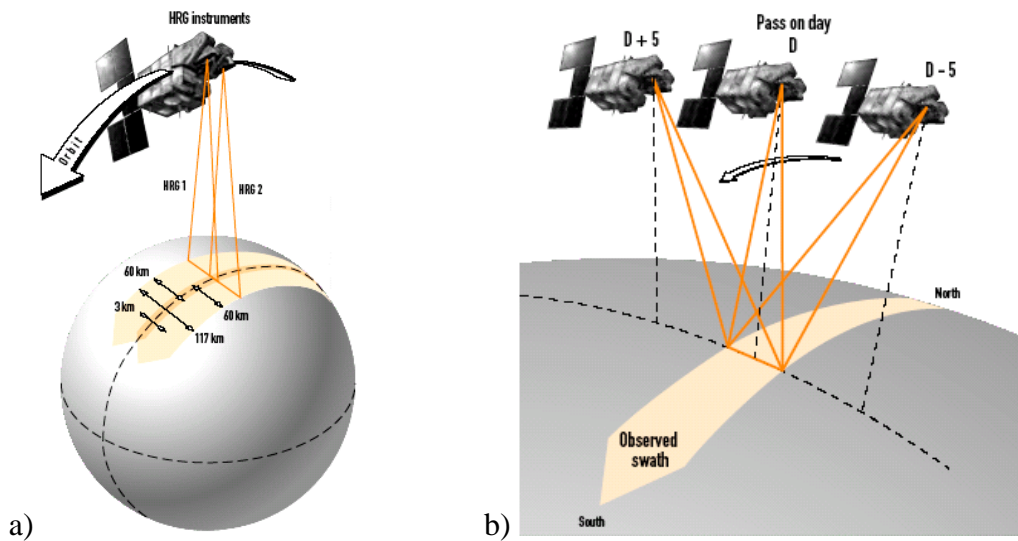 HRG instruments
Orbit
HRG 1
HRG 2
60 km
3 km
60 km
117 km
a)
Pass on day
D + 5
D
D – 5
North
Observed
swath
South
b)